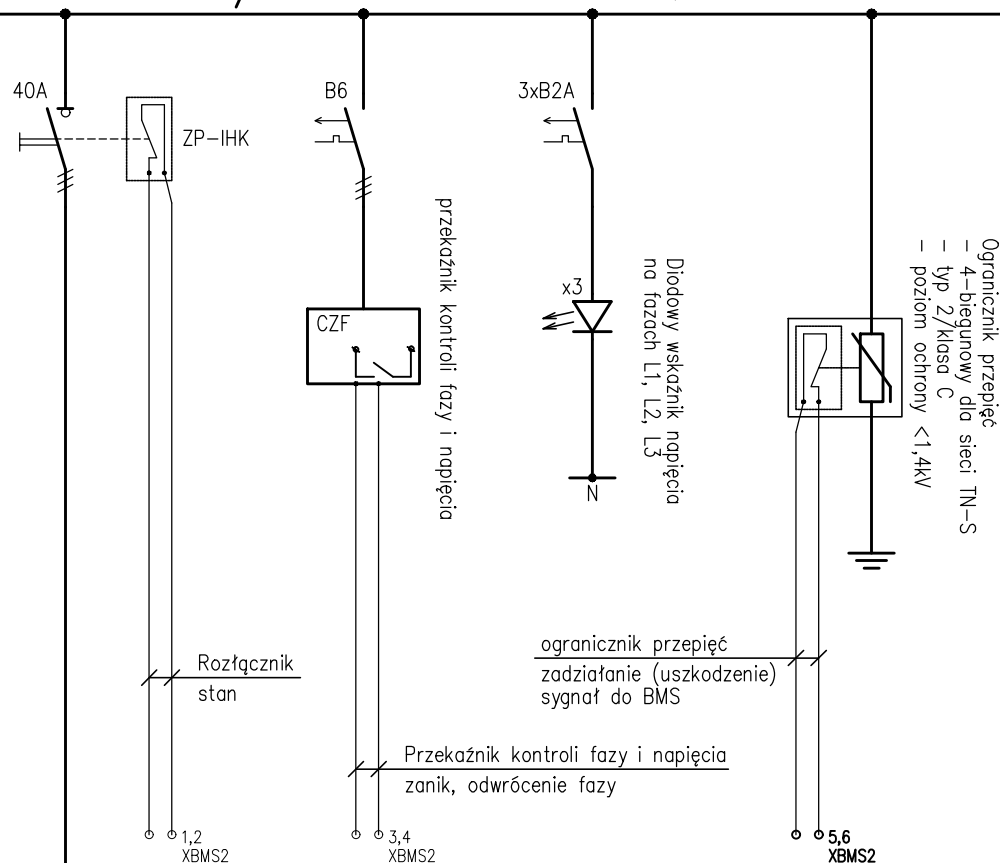 40A
ZP-IHK
B6
3xB2A
przekaźnik kontroli fazy i napięcia
CZF
x3
Diodowy wskaźnik napięcia
na fazach L1, L2, L3
N
Ogranicznik przepięć
- 4-biegunowy dla sieci TN-S
- typ 2/klasa C
- poziom ochrony <1,4kV
Rozłącznik
stan
ogranicznik przepięć
zadziałanie (uszkodzenie)
sygnał do BMS
Przekaźnik kontroli fazy i napięcia
zanik, odwrócenie fazy
1,2
XBMS2
3,4
XBMS2
5,6
XBMS2